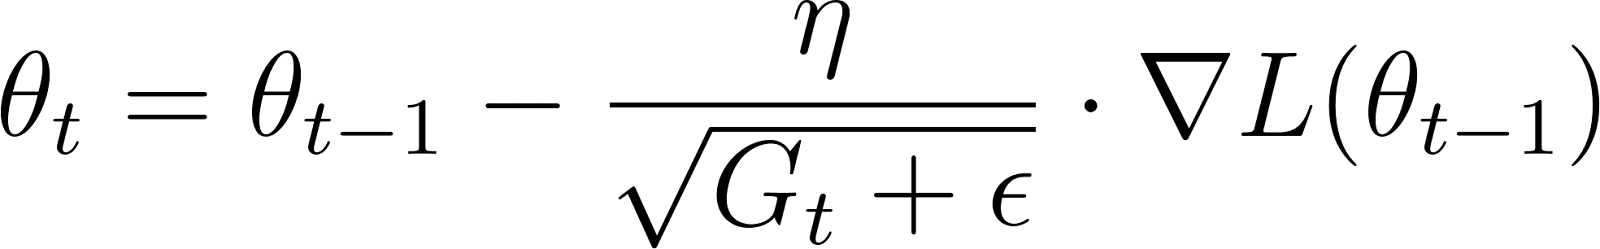 θ_t = θ_{t−1} − \frac{η}{\sqrt{G_t + ϵ}} · ∇L(θ_{t−1})